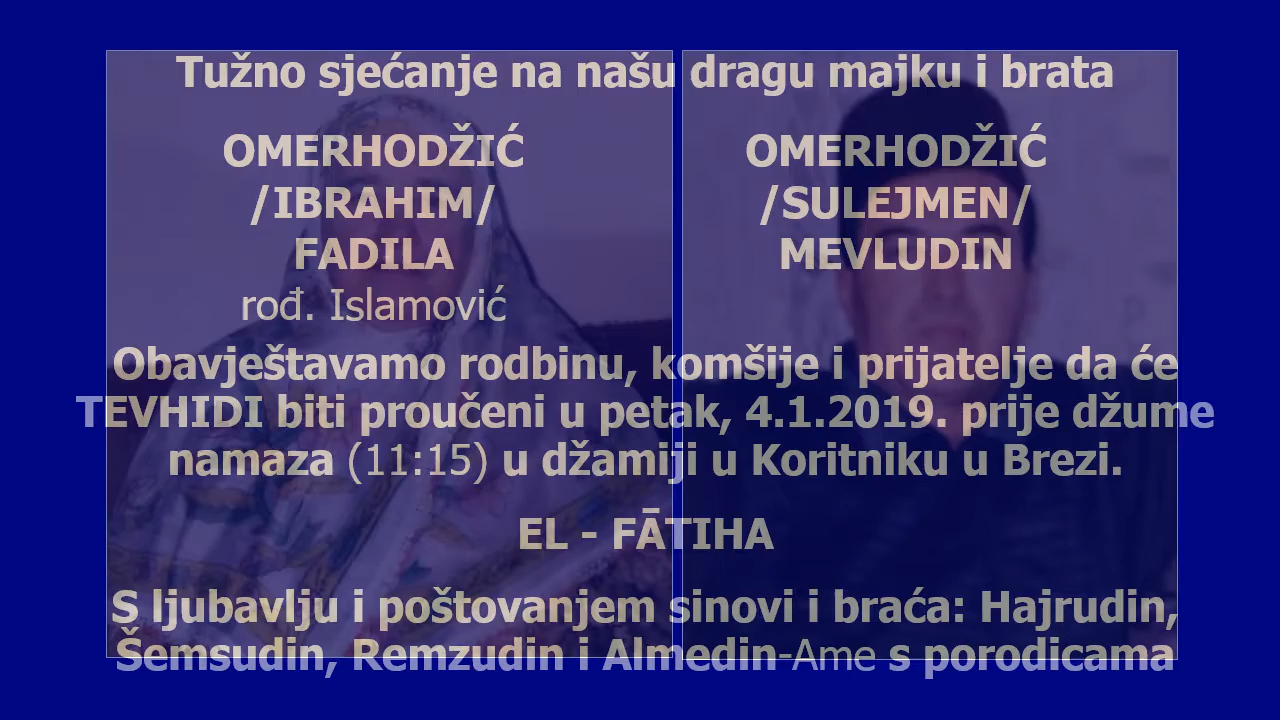 Tužno sjećanje na našu dragu majku i brata
OMERHODŽIĆ
/IBRAHIM/
FADILA
rođ. Islamović
OMERHODŽIĆ
/SULEJMEN/
MEVLUDIN
Obavještavamo rodbinu, komšije i prijatelje da će
TEVHIDI biti proučeni u petak, 4.1.2019. prije džume
namaza (11:15) u džamiji u Koritniku u Brezi.
EL - FĀTIHA
S ljubavlju i poštovanjem sinovi i braća: Hajrudin,
Šemsudin, Remzudin i Almedin-Ame s porodicama